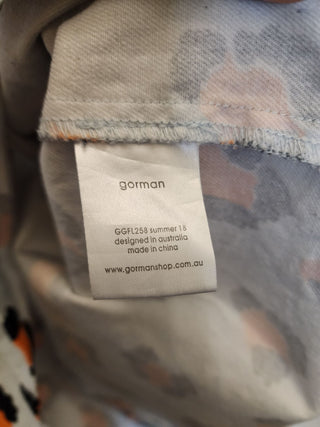 gorman
GGFL258 summer 18
designed in australia
made in china
www.gormanshop.com.au